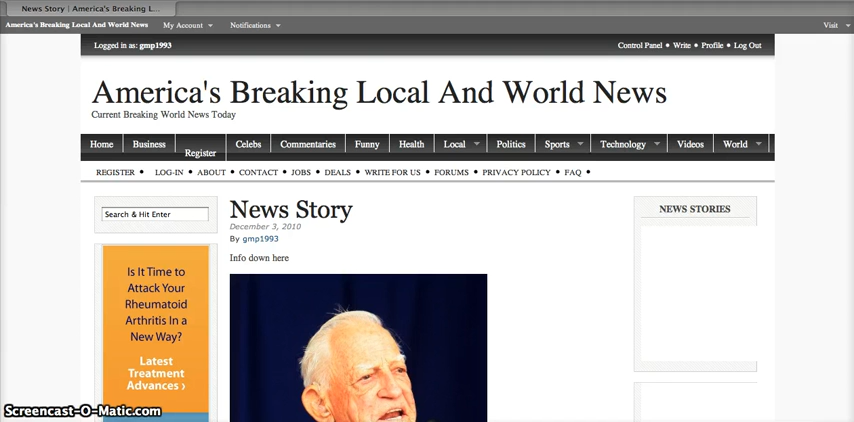 News Story | America's Breaking L...
America's Breaking Local And World News My Account Notifications Visit
Logged in as: gmp1993 Control Panel • Write • Profile • Log Out
America's Breaking Local And World News
Current Breaking World News Today
Home Business Register Celebs Commentaries Funny Health Local Politics Sports Technology Videos World
REGISTER • LOG-IN • ABOUT • CONTACT • JOBS • DEALS • WRITE FOR US • FORUMS • PRIVACY POLICY • FAQ •
Search & Hit Enter
News Story
December 3, 2010
By gmp1993
Info down here
NEWS STORIES
Is It Time to
Attack Your
Rheumatoid
Arthritis In a
New Way?
Latest
Treatment
Advances ›
Screencast-O-Matic.com